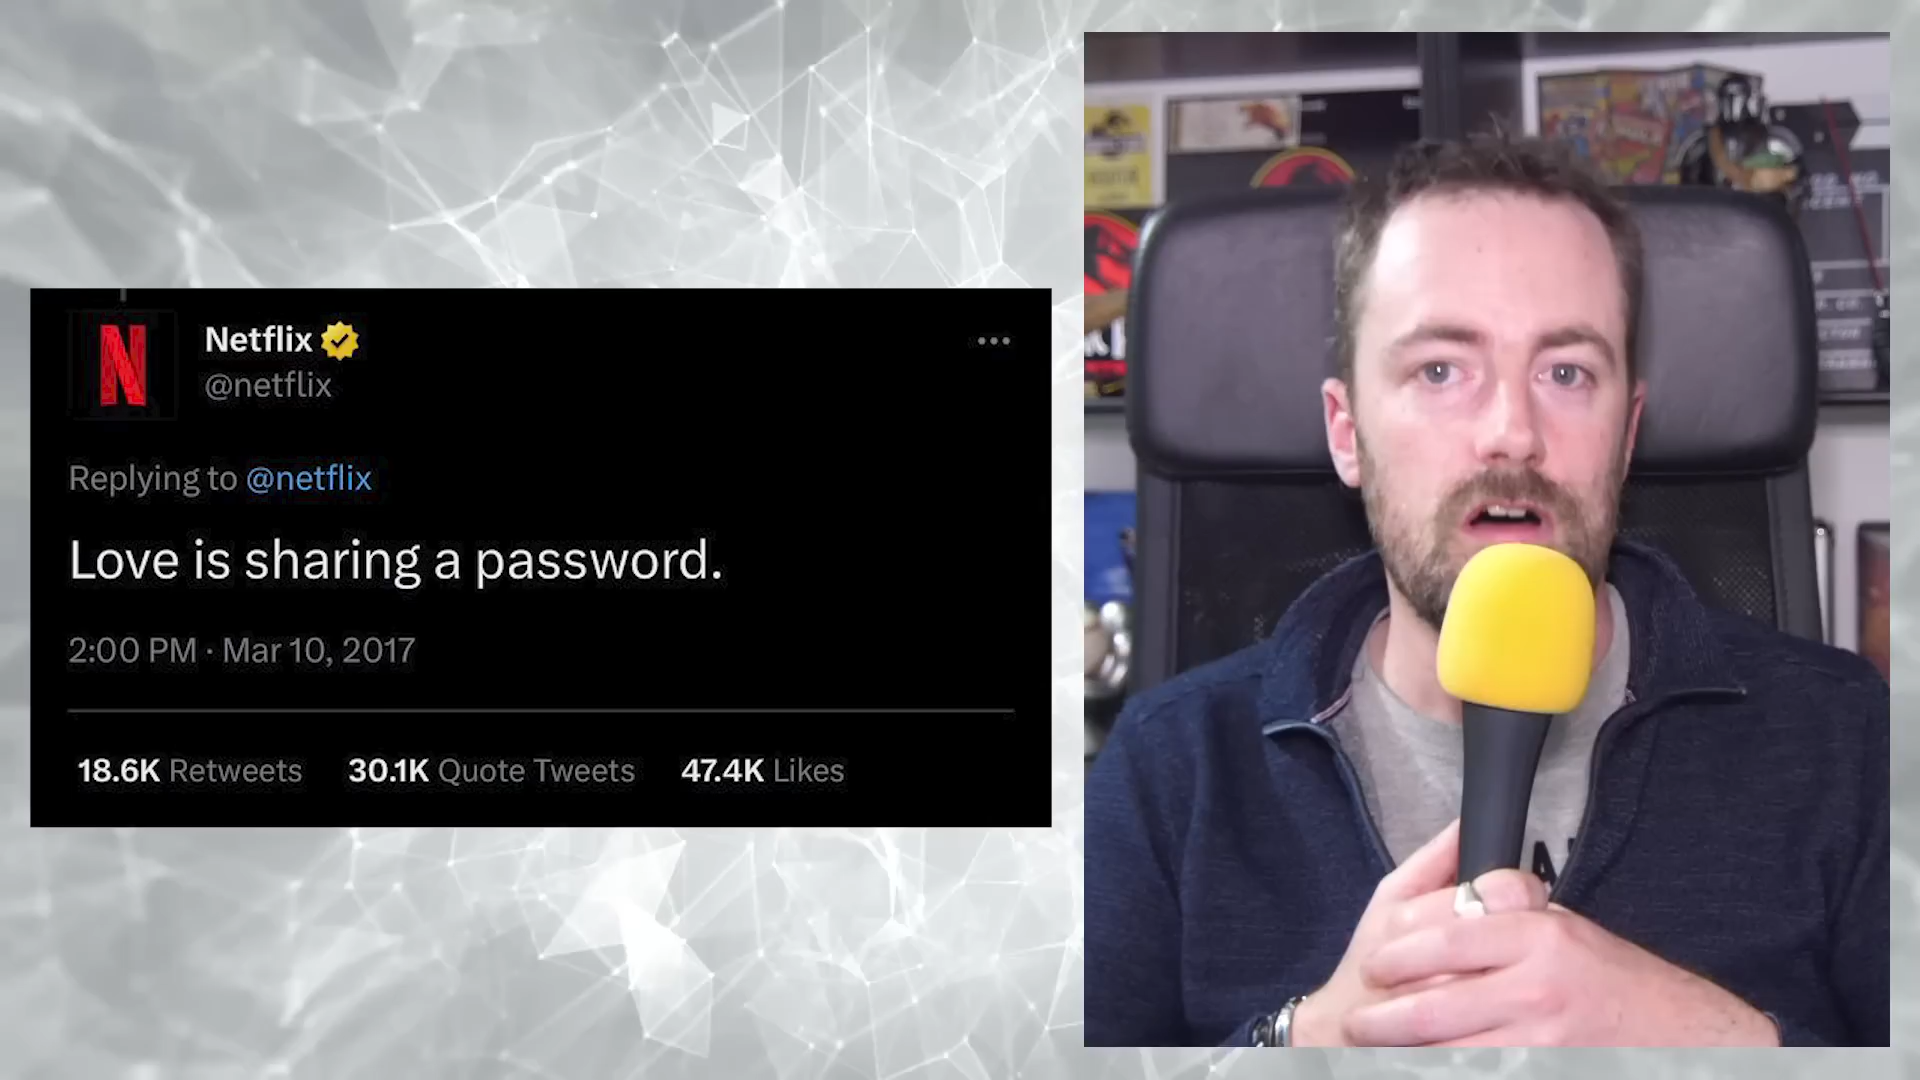 Netflix
@netflix
Replying to @netflix
Love is sharing a password.
2:00 PM · Mar 10, 2017
18.6K Retweets 30.1K Quote Tweets 47.4K Likes